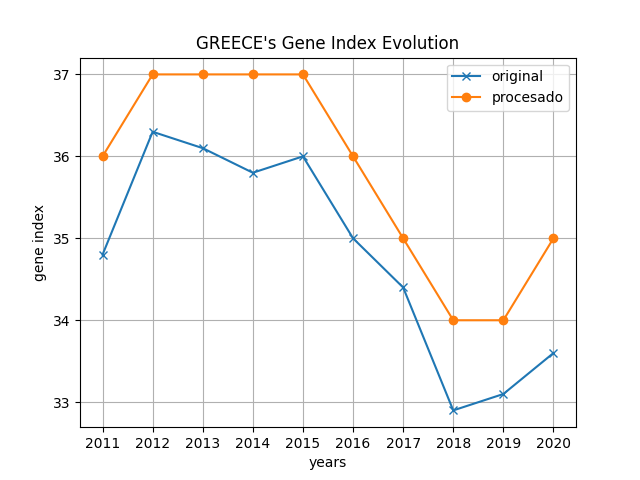 GREECE's Gene Index Evolution
original
procesado
37
36
35
34
33
gene index
2011 2012 2013 2014 2015 2016 2017 2018 2019 2020
years